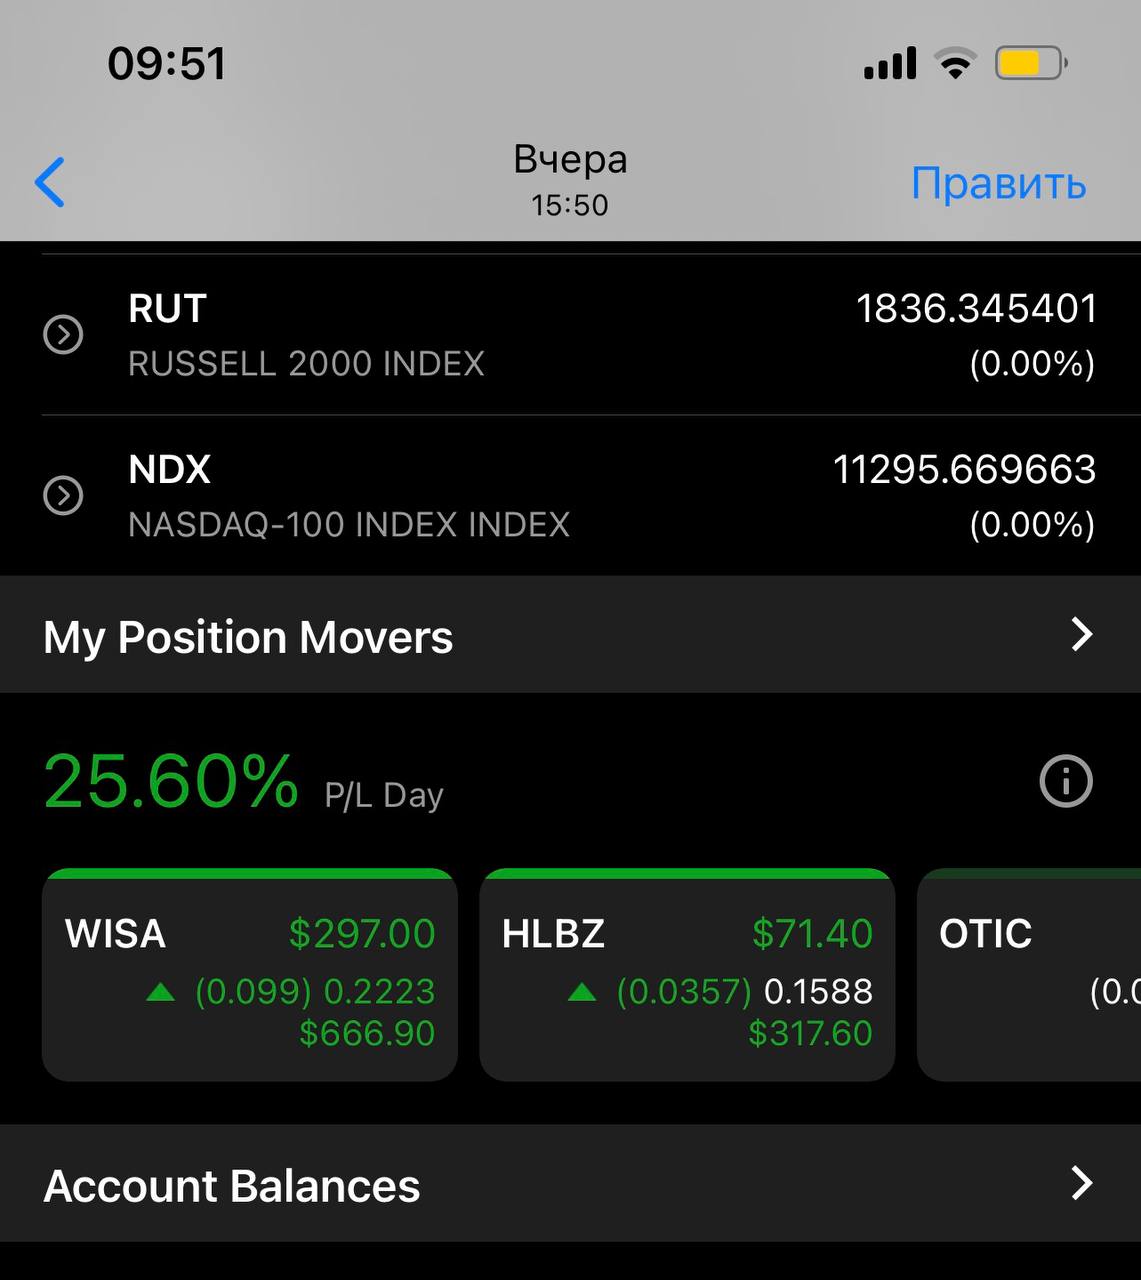 09:51
Вчера
15:50
Править
RUT 1836.345401
RUSSELL 2000 INDEX (0.00%)
NDX 11295.669663
NASDAQ-100 INDEX INDEX (0.00%)
My Position Movers
25.60% P/L Day
WISA $297.00
(0.099) 0.2223
$666.90
HLBZ $71.40
(0.0357) 0.1588
$317.60
OTIC
(0.0
Account Balances